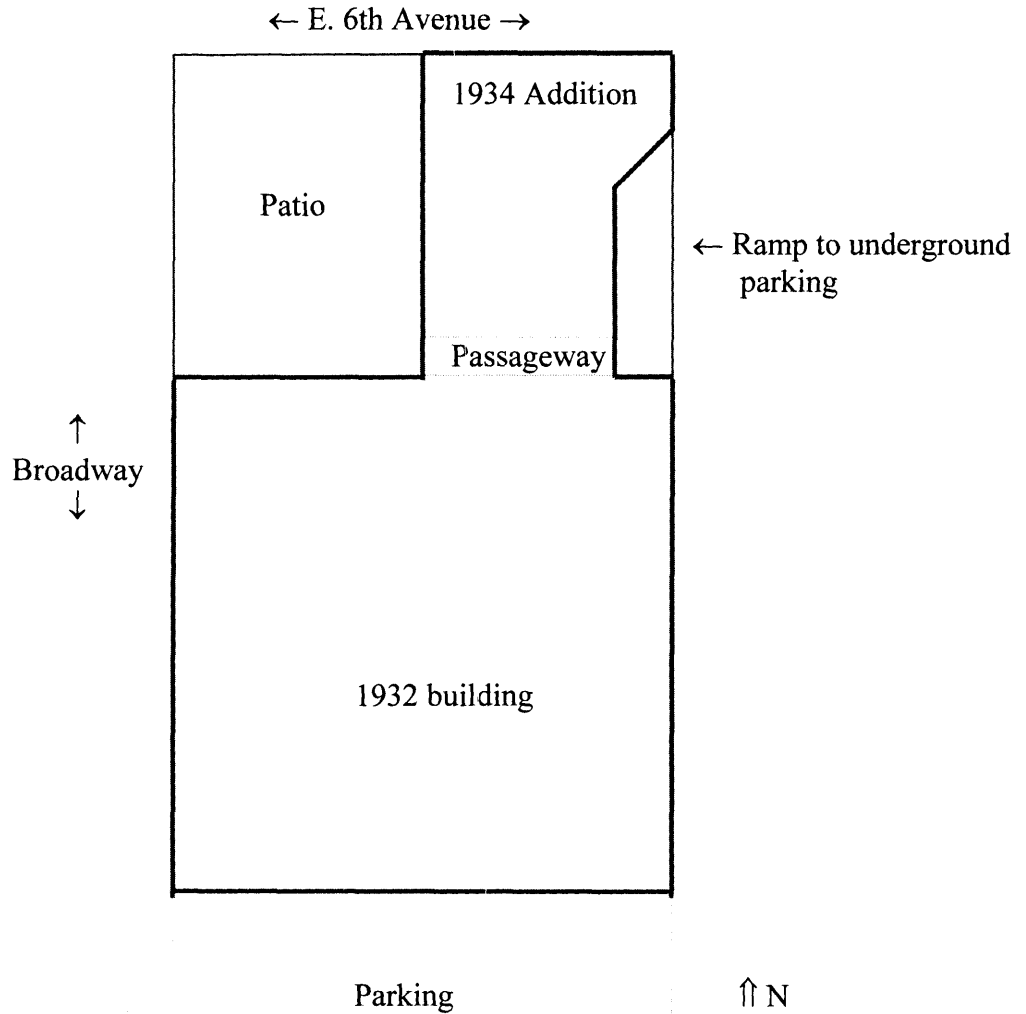 ← E. 6th Avenue →
1934 Addition
Patio
← Ramp to underground
parking
Passageway
↑
Broadway
↓
1932 building
Parking
⇑ N